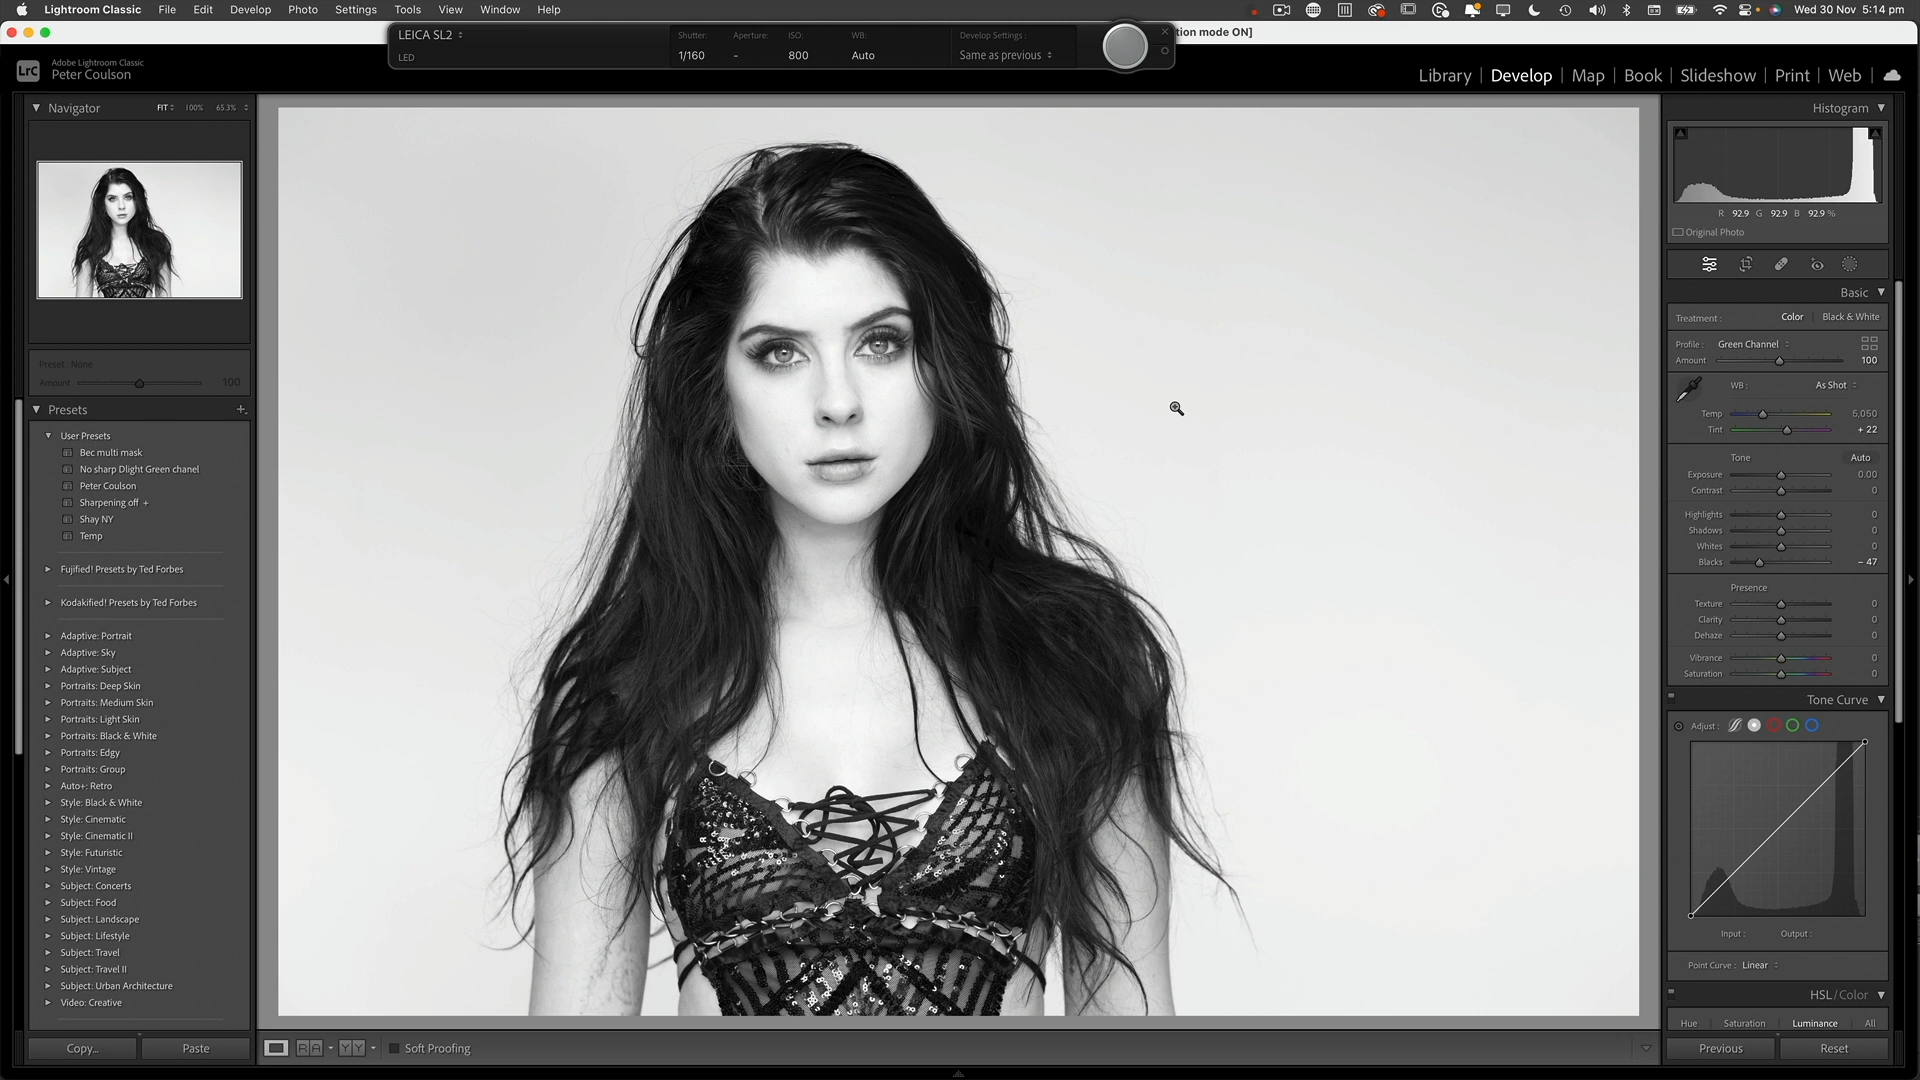 Lightroom Classic File Edit Develop Photo Settings Tools View Window Help Wed 30 Nov 5:14 pm
tion mode ON]
LEICA SL2 Shutter: Aperture: ISO: WB: Develop Settings :
LED 1/160 - 800 Auto Same as previous
LrC Adobe Lightroom Classic
Peter Coulson
Library | Develop | Map | Book | Slideshow | Print | Web
Navigator FIT 100% 65.3%
Preset : None
Amount 100
Presets
User Presets
Bec multi mask
No sharp Dlight Green chanel
Peter Coulson
Sharpening off +
Shay NY
Temp
Fujified! Presets by Ted Forbes
Kodakified! Presets by Ted Forbes
Adaptive: Portrait
Adaptive: Sky
Adaptive: Subject
Portraits: Deep Skin
Portraits: Medium Skin
Portraits: Light Skin
Portraits: Black & White
Portraits: Edgy
Portraits: Group
Auto+: Retro
Style: Black & White
Style: Cinematic
Style: Cinematic II
Style: Futuristic
Style: Vintage
Subject: Concerts
Subject: Food
Subject: Landscape
Subject: Lifestyle
Subject: Travel
Subject: Travel II
Subject: Urban Architecture
Video: Creative
Copy... Paste
R A Y Y Soft Proofing
Histogram
R 92.9 G 92.9 B 92.9 %
Original Photo
Basic
Treatment : Color | Black & White
Profile : Green Channel
Amount 100
WB : As Shot
Temp 5,050
Tint + 22
Tone Auto
Exposure 0.00
Contrast 0
Highlights 0
Shadows 0
Whites 0
Blacks – 47
Presence
Texture 0
Clarity 0
Dehaze 0
Vibrance 0
Saturation 0
Tone Curve
Adjust :
Input : Output :
Point Curve : Linear
HSL/Color
Hue Saturation Luminance All
Previous Reset